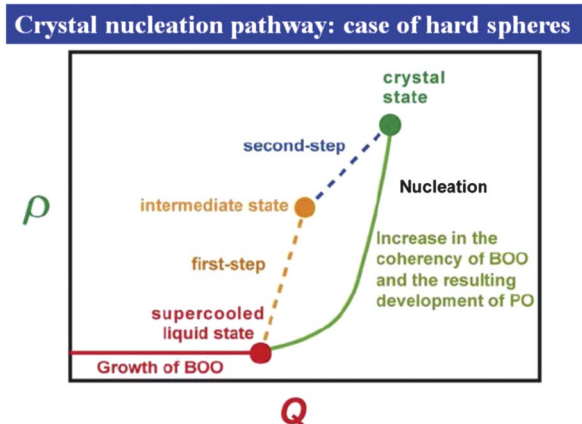 Crystal nucleation pathway: case of hard spheres
crystal
state
second-step
Nucleation
intermediate state
ρ
Increase in the
coherency of BOO
and the resulting
development of PO
first-step
supercooled
liquid state
Growth of BOO
Q